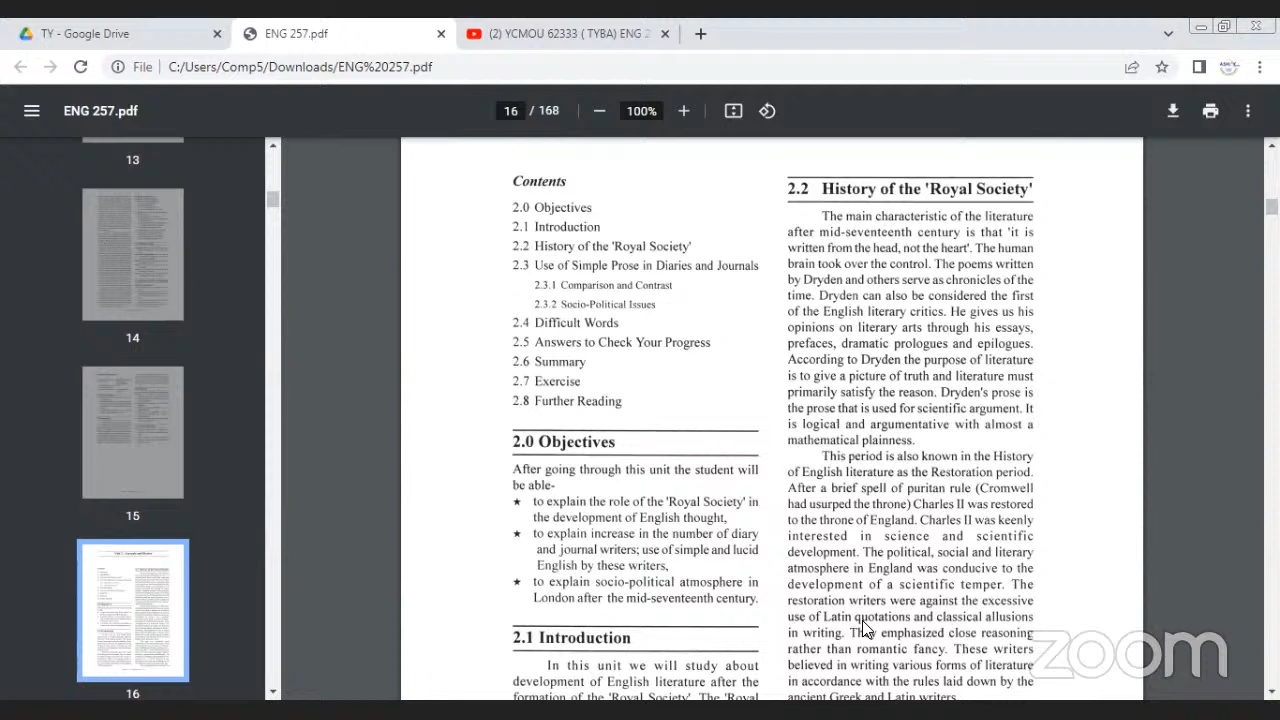 TY - Google Drive
ENG 257.pdf
(2) YCMOU 62333 ( TYBA) ENG 2
File
C:/Users/Comp5/Downloads/ENG%20257.pdf
ENG 257.pdf
16 / 168
100%
13
14
15
16
Contents
2.0 Objectives
2.1 Introduction
2.2 History of the 'Royal Society'
2.3 Use of Simple Prose in Diaries and Journals
2.3.1 Comparison and Contrast
2.3.2 Socio-Political Issues
2.4 Difficult Words
2.5 Answers to Check Your Progress
2.6 Summary
2.7 Exercise
2.8 Further Reading
2.0 Objectives
After going through this unit the student will
be able-
★ to explain the role of the 'Royal Society' in
the development of English thought,
★ to explain increase in the number of diary
and journal writers; use of simple and lucid
English by these writers,
★ to explain socio-political atmosphere in
London after the mid-seventeenth century.
2.1 Introduction
In this unit we will study about
development of English literature after the
formation of the 'Royal Society'. The 'Royal
2.2 History of the 'Royal Society'
The main characteristic of the literature
after mid-seventeenth century is that 'it is
written from the head, not the heart'. The human
brain took over the control. The poems written
by Dryden and others serve as chronicles of the
time. Dryden can also be considered the first
of the English literary critics. He gives us his
opinions on literary arts through his essays,
prefaces, dramatic prologues and epilogues.
According to Dryden the purpose of literature
is to give a picture of truth and literature must
primarily satisfy the reason. Dryden's prose is
the prose that is used for scientific argument. It
is logical and argumentative with almost a
mathematical plainness.
This period is also known in the History
of English literature as the Restoration period.
After a brief spell of puritan rule (Cromwell
had usurped the throne) Charles II was restored
to the throne of England. Charles II was keenly
interested in science and scientific
development. The political, social and literary
atmosphere in England was conducive to the
development of a scientific temper. The
restoration writers were against the excessive
use of Latin quotations and classical allusions
in writing emphasized close reasoning
rather than romantic fancy. These writers
believed in writing various forms of literature
in accordance with the rules laid down by the
ancient Greek and Latin writers.
zoom